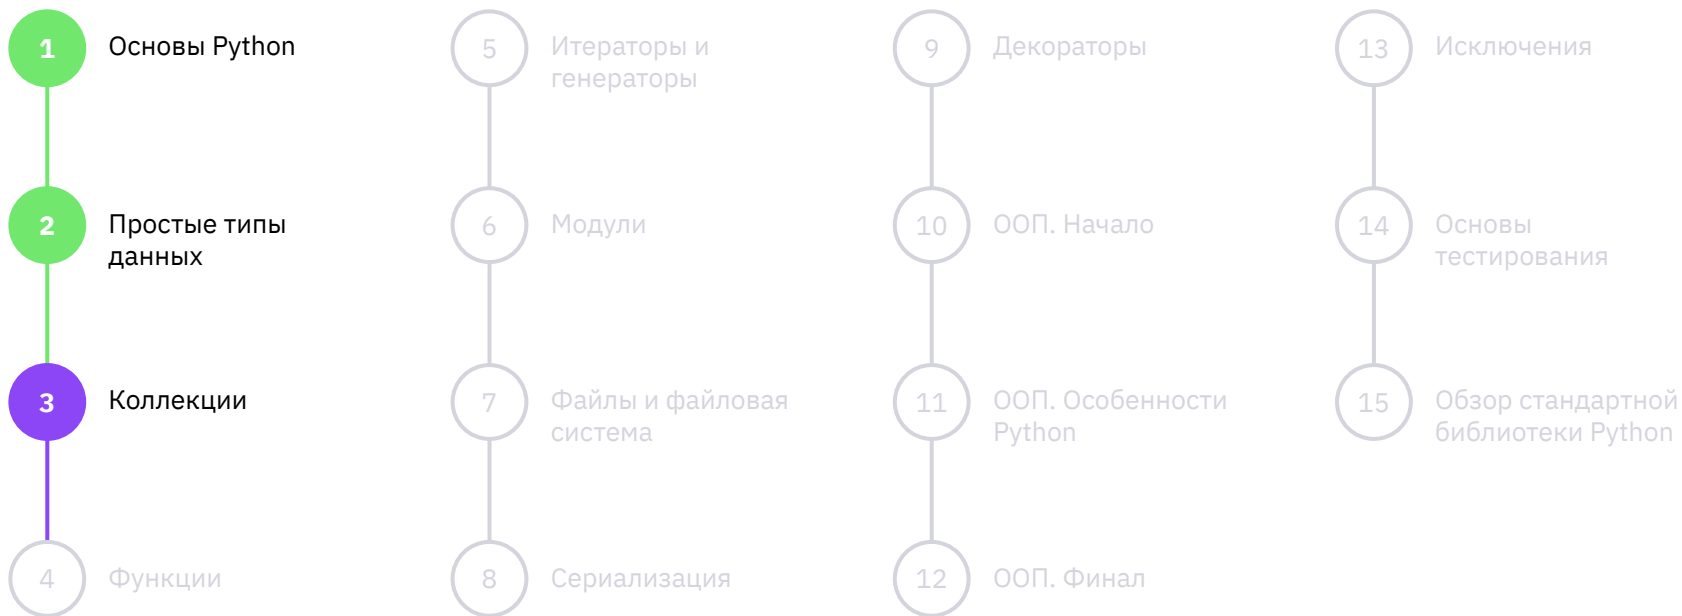 1
Основы Python
2
Простые типы
данных
3
Коллекции
4
Функции
5
Итераторы и
генераторы
6
Модули
7
Файлы и файловая
система
8
Сериализация
9
Декораторы
10
ООП. Начало
11
ООП. Особенности
Python
12
ООП. Финал
13
Исключения
14
Основы
тестирования
15
Обзор стандартной
библиотеки Python